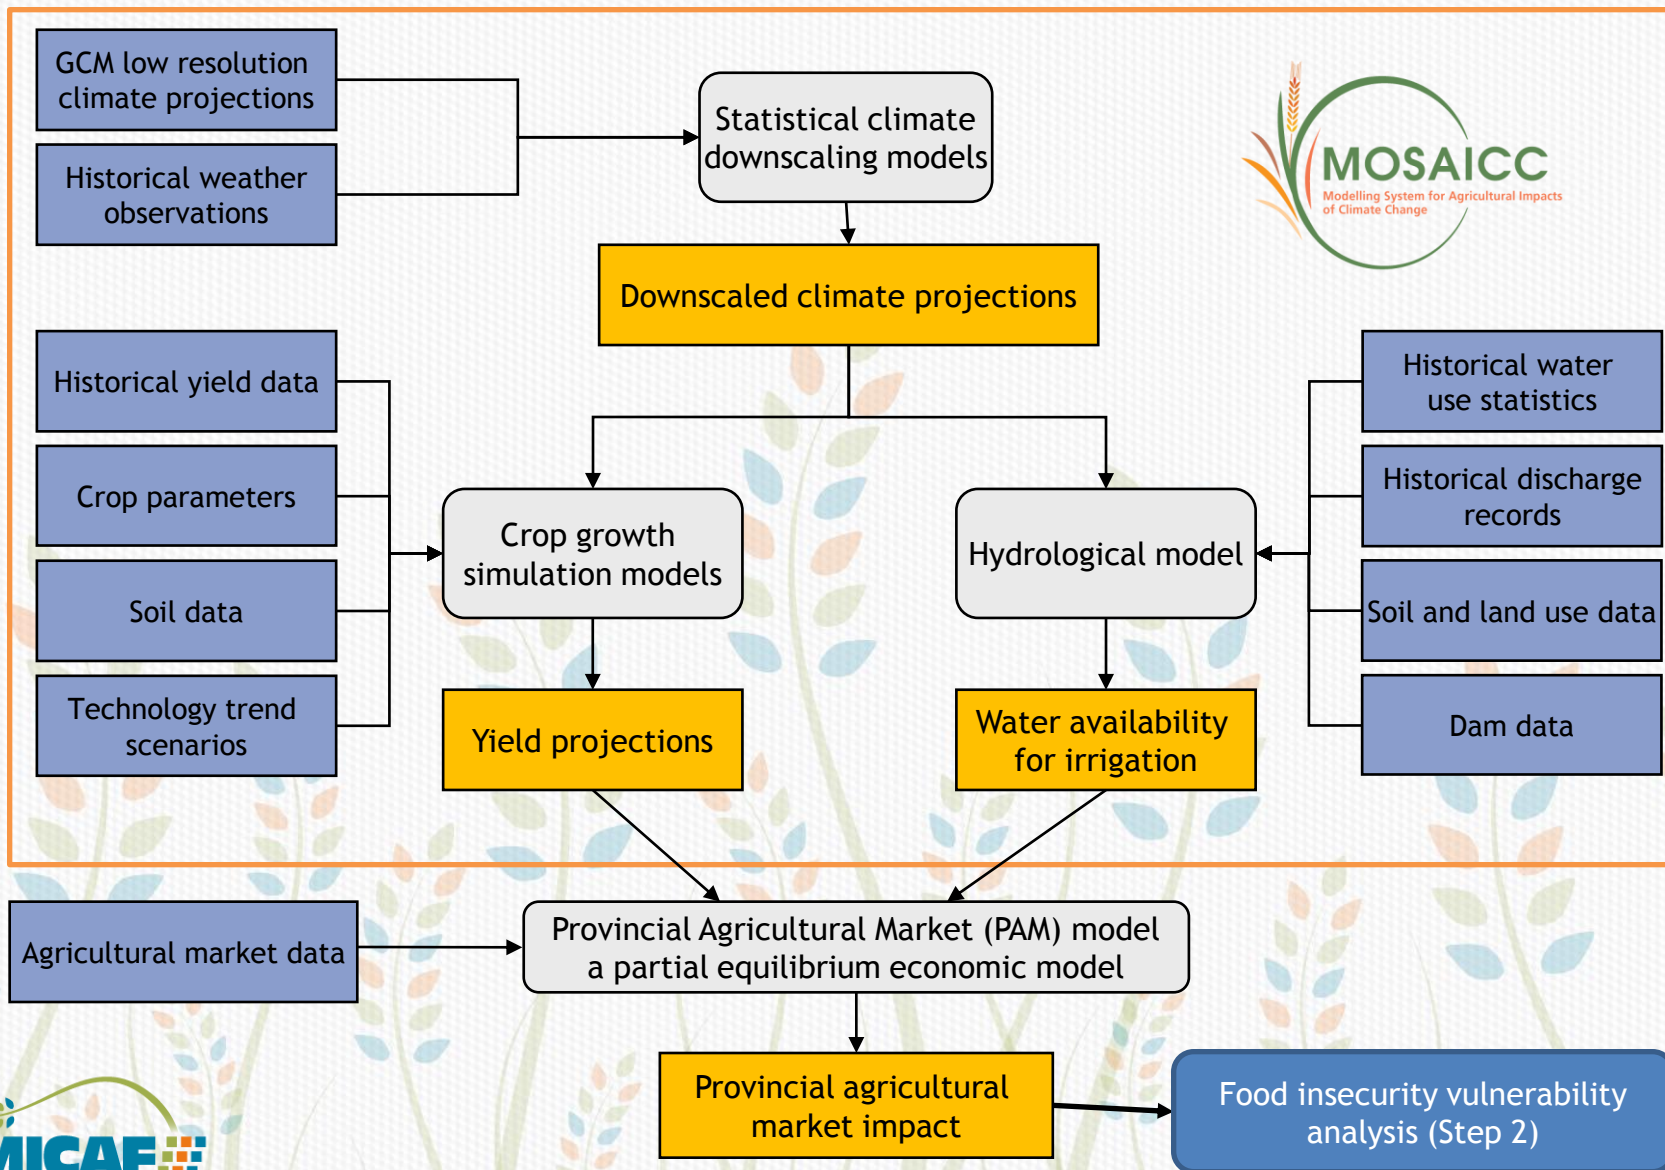 GCM low resolution
climate projections
Historical weather
observations
Statistical climate
downscaling models
MOSAICC
Modelling System for Agricultural Impacts
of Climate Change
Downscaled climate projections
Historical yield data
Crop parameters
Soil data
Technology trend
scenarios
Crop growth
simulation models
Hydrological model
Historical water
use statistics
Historical discharge
records
Soil and land use data
Dam data
Yield projections
Water availability
for irrigation
Agricultural market data
Provincial Agricultural Market (PAM) model
a partial equilibrium economic model
Provincial agricultural
market impact
Food insecurity vulnerability
analysis (Step 2)
MICAF